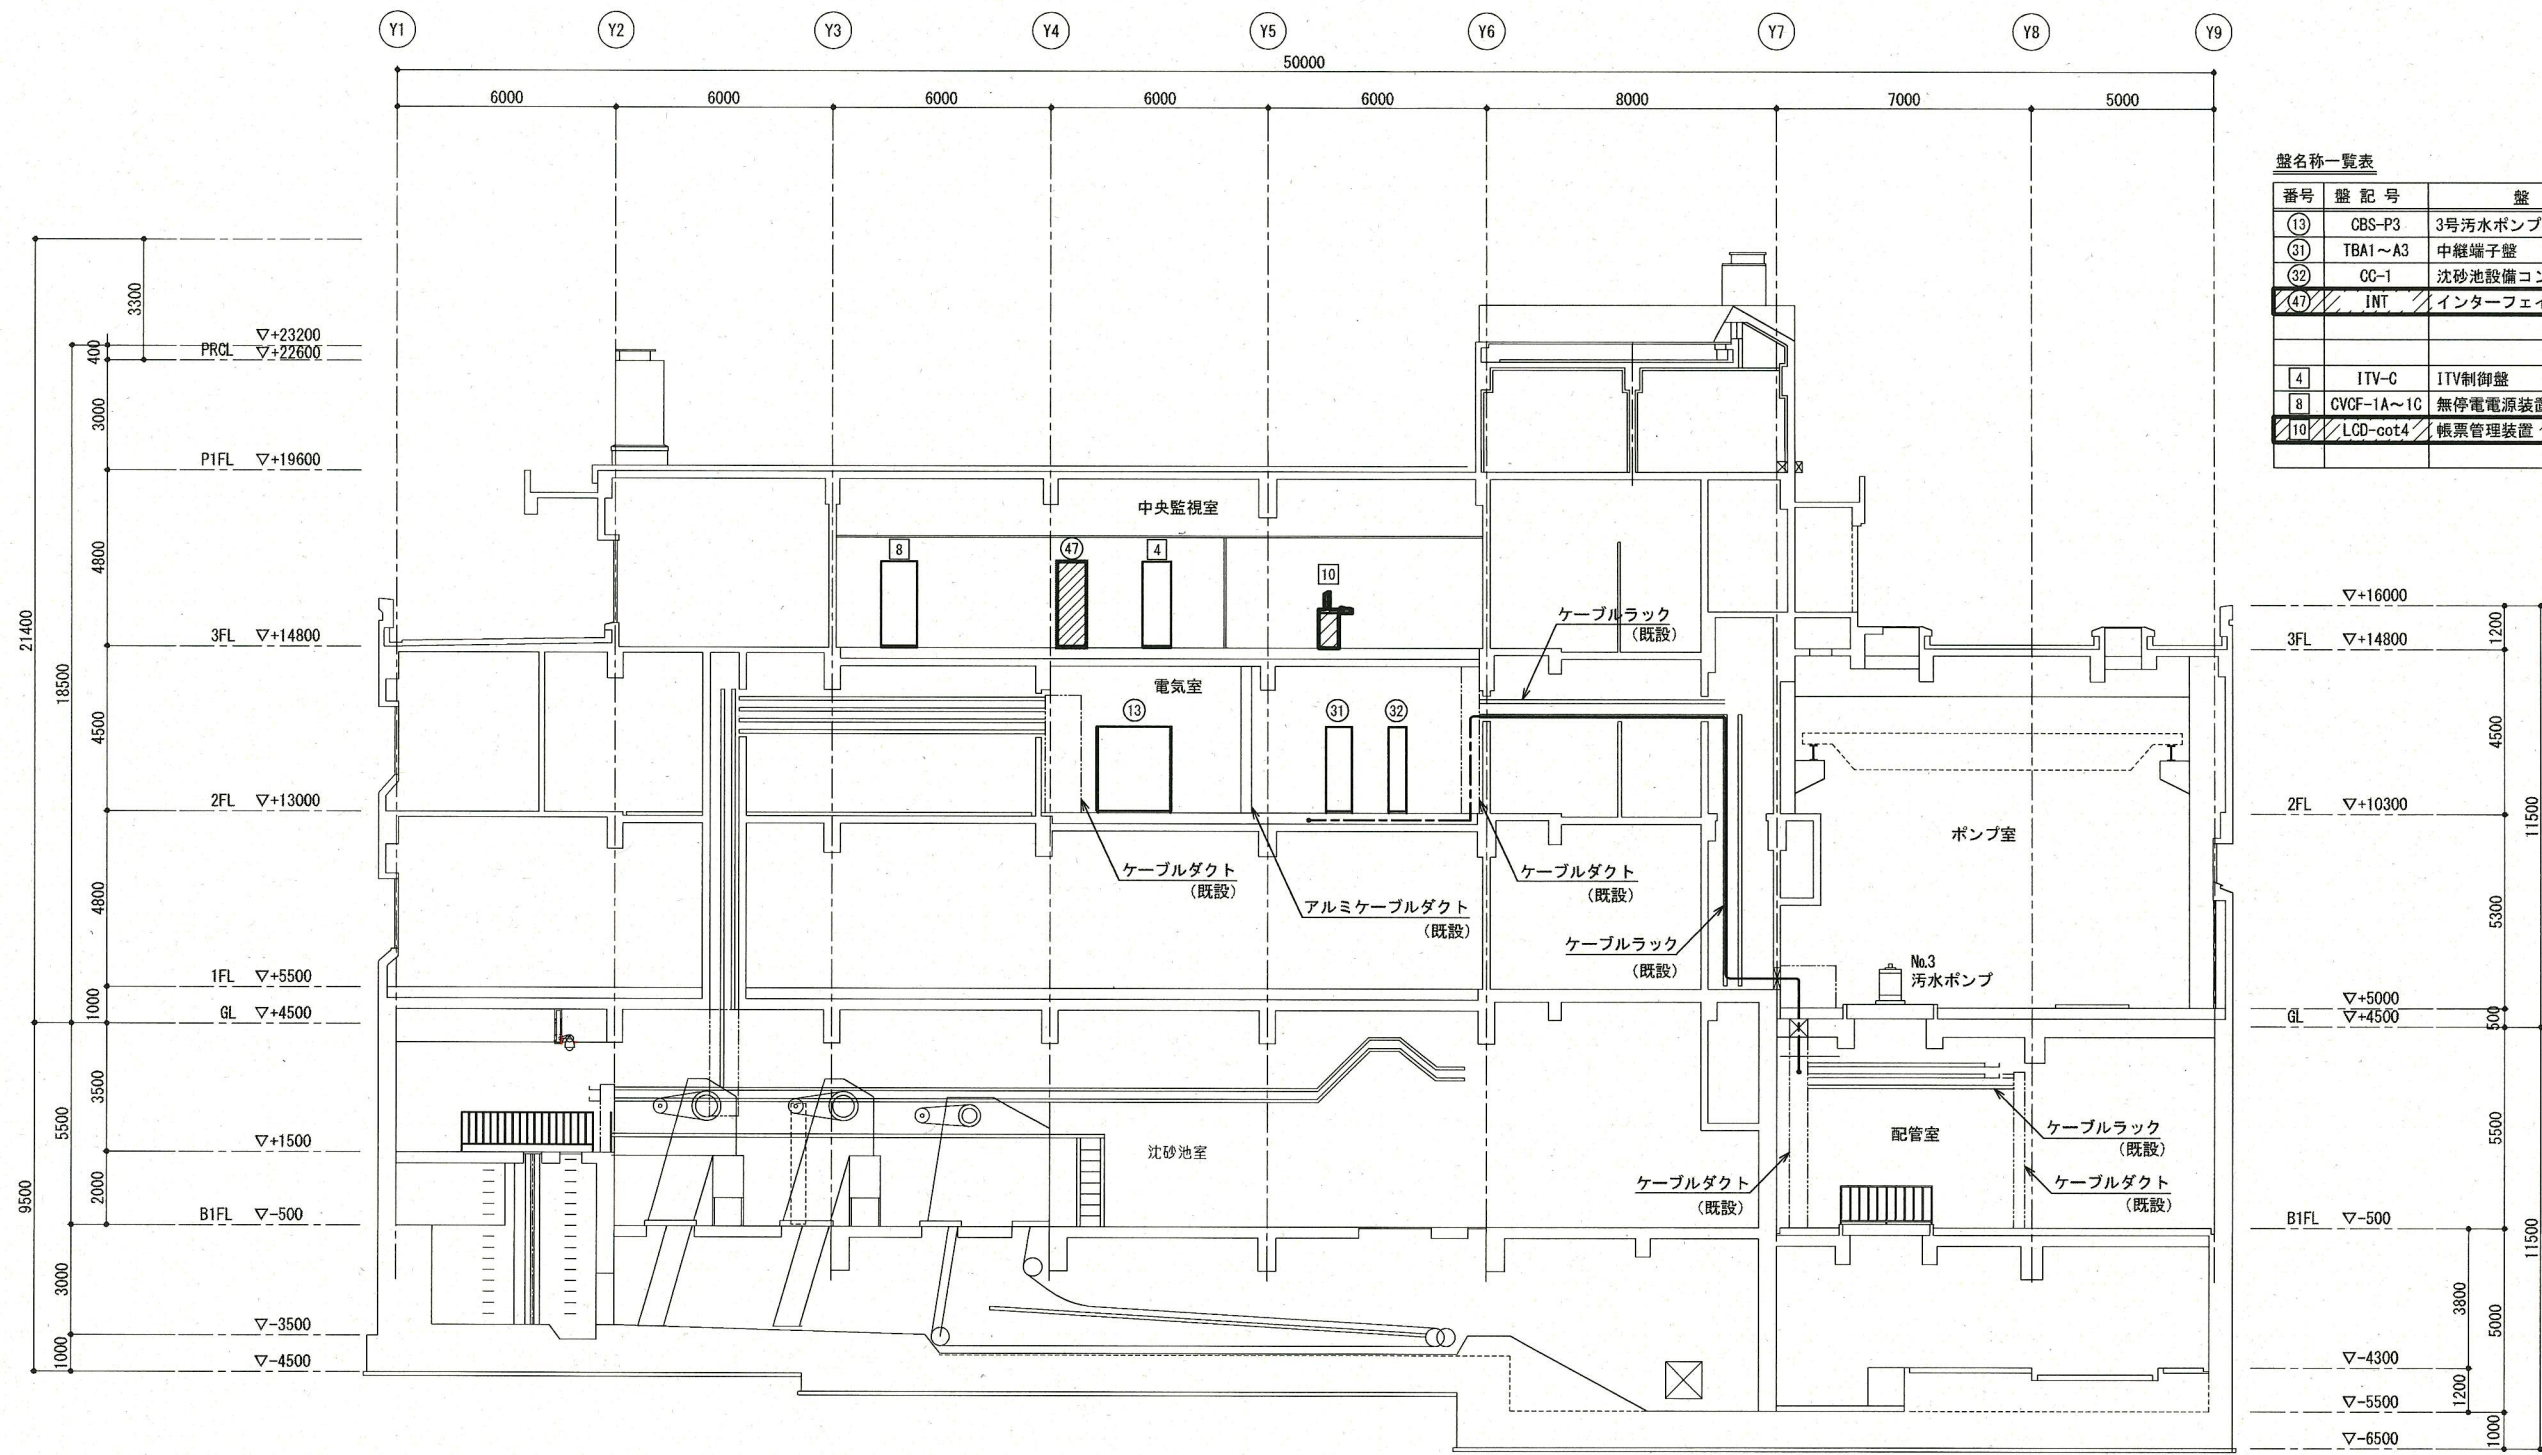 Y1 Y2 Y3 Y4 Y5 Y6 Y7 Y8 Y9
50000
6000 6000 6000 6000 6000 8000 7000 5000
盤名称一覧表
番号 盤記号 盤
13 CBS-P3 3号汚水ポンプ
31 TBA1～A3 中継端子盤
32 CC-1 沈砂池設備コン
47 INT インターフェイ
4 ITV-C ITV制御盤
8 CVCF-1A～1C 無停電電源装置
10 LCD-cot4 帳票管理装置
3300
400
3000
4800
4500
4800
1000
3500
2000
18500
5500
3000
1000
21400
9500
▽+23200
PRCL ▽+22600
P1FL ▽+19600
3FL ▽+14800
2FL ▽+13000
1FL ▽+5500
GL ▽+4500
▽+1500
B1FL ▽-500
▽-3500
▽-4500
中央監視室
8 47 4 10
ケーブルラック
(既設)
電気室
13 31 32
ケーブルダクト
(既設)
アルミケーブルダクト
(既設)
ケーブルダクト
(既設)
ケーブルラック
(既設)
ポンプ室
No.3
汚水ポンプ
沈砂池室
配管室
ケーブルラック
(既設)
ケーブルダクト
(既設)
ケーブルダクト
(既設)
▽+16000
3FL ▽+14800
2FL ▽+10300
▽+5000
GL ▽+4500
B1FL ▽-500
▽-4300
▽-5500
▽-6500
1200
4500
5300
500
5500
3800
5000
1200
1000
11500
11500